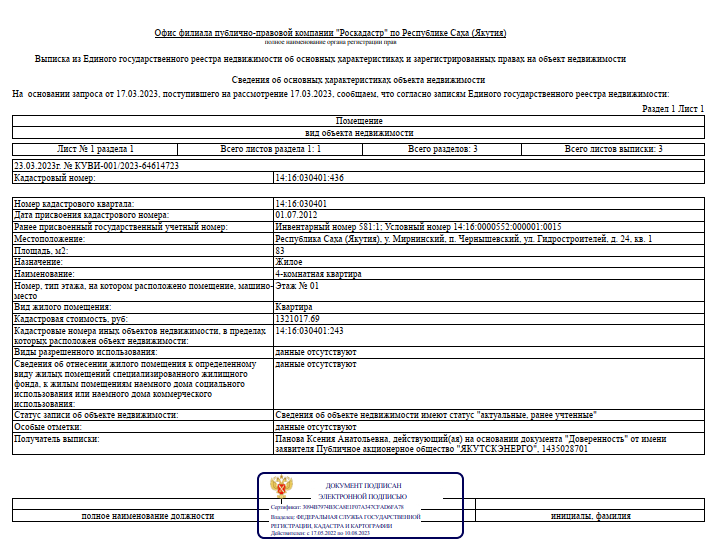 Офис филиала публично-правовой компании "Роскадастр" по Республике Саха (Якутия)
полное наименование органа регистрации прав
Выписка из Единого государственного реестра недвижимости об основных характеристиках и зарегистрированных правах на объект недвижимости
Сведения об основных характеристиках объекта недвижимости
На основании запроса от 17.03.2023, поступившего на рассмотрение 17.03.2023, сообщаем, что согласно записям Единого государственного реестра недвижимости:
Раздел 1 Лист 1
Помещение
вид объекта недвижимости
Лист № 1 раздела 1 Всего листов раздела 1: 1 Всего разделов: 3 Всего листов выписки: 3
23.03.2023г. № КУВИ-001/2023-64614723
Кадастровый номер: 14:16:030401:436
Номер кадастрового квартала: 14:16:030401
Дата присвоения кадастрового номера: 01.07.2012
Ранее присвоенный государственный учетный номер: Инвентарный номер 581:1; Условный номер 14:16:0000552:000001:0015
Местоположение: Республика Саха (Якутия), у. Мирнинский, п. Чернышевский, ул. Гидростроителей, д. 24, кв. 1
Площадь, м2: 83
Назначение: Жилое
Наименование: 4-комнатная квартира
Номер, тип этажа, на котором расположено помещение, машино-место Этаж № 01
Вид жилого помещения: Квартира
Кадастровая стоимость, руб: 1321017.69
Кадастровые номера иных объектов недвижимости, в пределах 14:16:030401:243
которых расположен объект недвижимости:
Виды разрешенного использования: данные отсутствуют
Сведения об отнесении жилого помещения к определенному данные отсутствуют
виду жилых помещений специализированного жилищного
фонда, к жилым помещениям наемного дома социального
использования или наемного дома коммерческого
использования:
Статус записи об объекте недвижимости: Сведения об объекте недвижимости имеют статус "актуальные, ранее учтенные"
Особые отметки: данные отсутствуют
Получатель выписки: Панова Ксения Анатольевна, действующий(ая) на основании документа "Доверенность" от имени
заявителя Публичное акционерное общество "ЯКУТСКЭНЕРГО", 1435028701
ДОКУМЕНТ ПОДПИСАН
ЭЛЕКТРОННОЙ ПОДПИСЬЮ
Сертификат:
Владелец: ФЕДЕРАЛЬНАЯ СЛУЖБА ГОСУДАРСТВЕННОЙ
РЕГИСТРАЦИИ, КАДАСТРА И КАРТОГРАФИИ
Действителен: с 17.05.2022 по 10.08.2023
полное наименование должности инициалы, фамилия